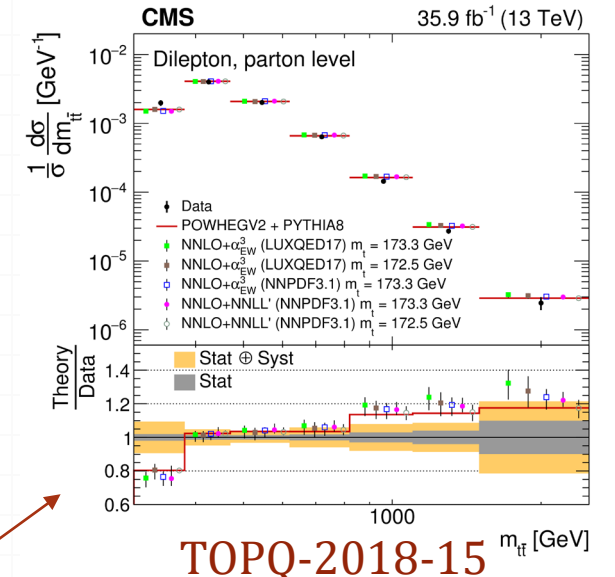 CMS 35.9 fb⁻¹ (13 TeV)
1/σ dσ/dm_tt̄ [GeV⁻¹]
10⁻²
10⁻³
10⁻⁴
10⁻⁵
10⁻⁶
Dilepton, parton level
Data
POWHEGV2 + PYTHIA8
NNLO+α³_EW (LUXQED17) m_t = 173.3 GeV
NNLO+α³_EW (LUXQED17) m_t = 172.5 GeV
NNLO+α³_EW (NNPDF3.1) m_t = 173.3 GeV
NNLO+NNLL' (NNPDF3.1) m_t = 173.3 GeV
NNLO+NNLL' (NNPDF3.1) m_t = 172.5 GeV
Theory
Data
Stat ⊕ Syst
Stat
1.4
1.2
1
0.8
0.6
1000
TOPQ-2018-15 m_tt̄ [GeV]